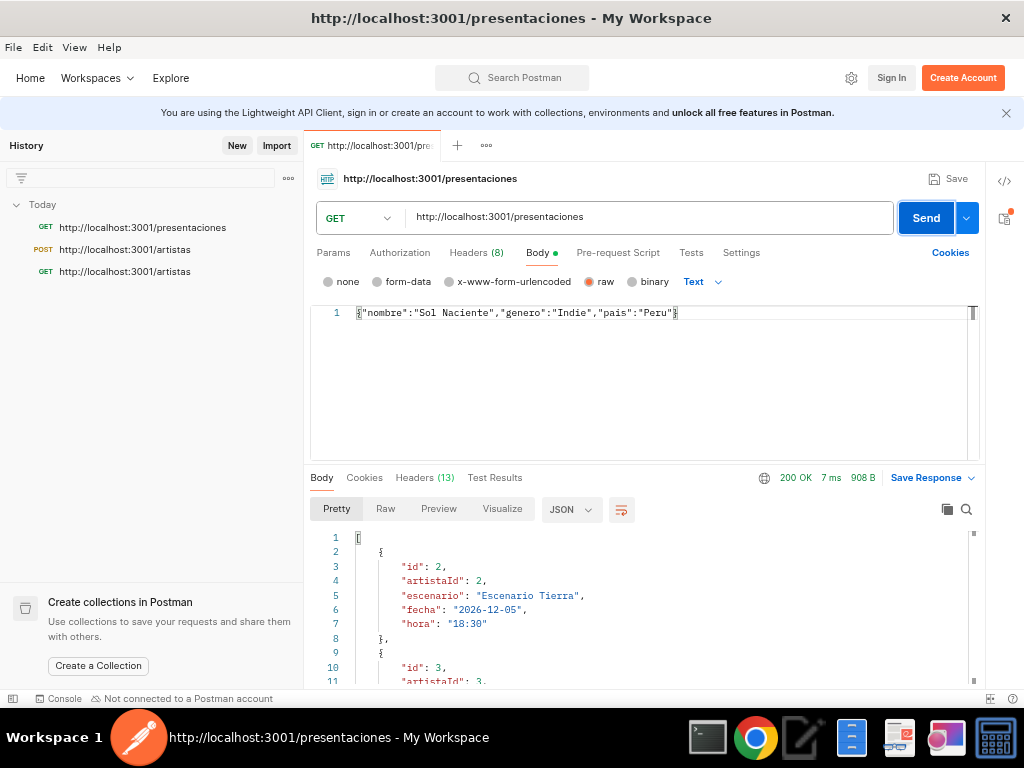 http://localhost:3001/presentaciones - My Workspace
File Edit View Help
Home Workspaces Explore Search Postman Sign In Create Account
You are using the Lightweight API Client, sign in or create an account to work with collections, environments and unlock all free features in Postman.
History New Import
GET http://localhost:3001/pre
Today
GET http://localhost:3001/presentaciones
POST http://localhost:3001/artistas
GET http://localhost:3001/artistas
HTTP http://localhost:3001/presentaciones Save
GET http://localhost:3001/presentaciones Send
Params Authorization Headers (8) Body Pre-request Script Tests Settings Cookies
none form-data x-www-form-urlencoded raw binary Text
1 {"nombre":"Sol Naciente","genero":"Indie","pais":"Peru"}
Body Cookies Headers (13) Test Results 200 OK 7 ms 908 B Save Response
Pretty Raw Preview Visualize JSON
1 [
2 {
3 "id": 2,
4 "artistaId": 2,
5 "escenario": "Escenario Tierra",
6 "fecha": "2026-12-05",
7 "hora": "18:30"
8 },
9 {
10 "id": 3,
11 "artistaId": 3,
Create collections in Postman
Use collections to save your requests and share them
with others.
Create a Collection
Console Not connected to a Postman account
Workspace 1 http://localhost:3001/presentaciones - My Workspace